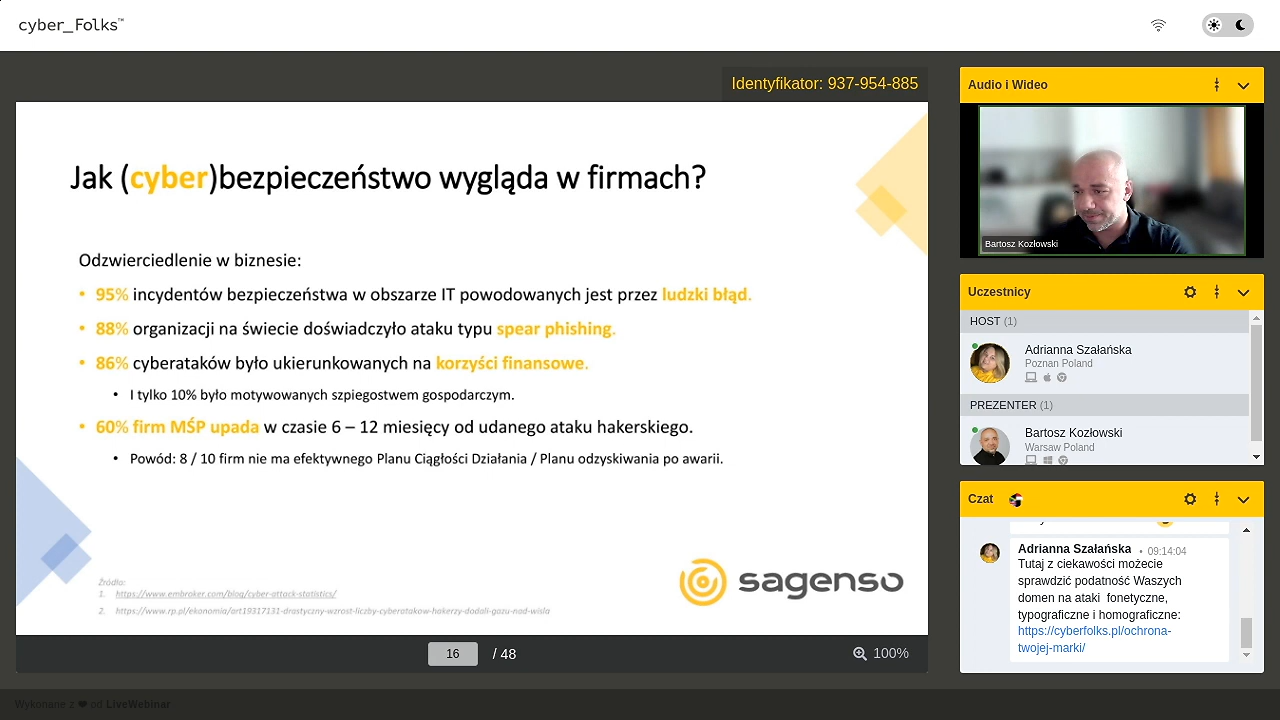 cyber_Folks™
Identyfikator: 937-954-885
Jak (cyber)bezpieczeństwo wygląda w firmach?
Odzwierciedlenie w biznesie:
• 95% incydentów bezpieczeństwa w obszarze IT powodowanych jest przez ludzki błąd.
• 88% organizacji na świecie doświadczyło ataku typu spear phishing.
• 86% cyberataków było ukierunkowanych na korzyści finansowe.
• I tylko 10% było motywowanych szpiegostwem gospodarczym.
• 60% firm MŚP upada w czasie 6 – 12 miesięcy od udanego ataku hakerskiego.
• Powód: 8 / 10 firm nie ma efektywnego Planu Ciągłości Działania / Planu odzyskiwania po awarii.
Źródło:
1. https://www.embroker.com/blog/cyber-attack-statistics/
2. https://www.rp.pl/ekonomia/art19317131-drastyczny-wzrost-liczby-cyberatakow-hakerzy-dodali-gazu-nad-wisla
sagenso
16 / 48
100%
Audio i Wideo
Bartosz Kozłowski
Uczestnicy
HOST (1)
Adrianna Szałańska
Poznan Poland
PREZENTER (1)
Bartosz Kozłowski
Warsaw Poland
Czat
Adrianna Szałańska • 09:14:04
Tutaj z ciekawości możecie
sprawdzić podatność Waszych
domen na ataki fonetyczne,
typograficzne i homograficzne:
https://cyberfolks.pl/ochrona-
twojej-marki/
Wykonane z ❤ od LiveWebinar